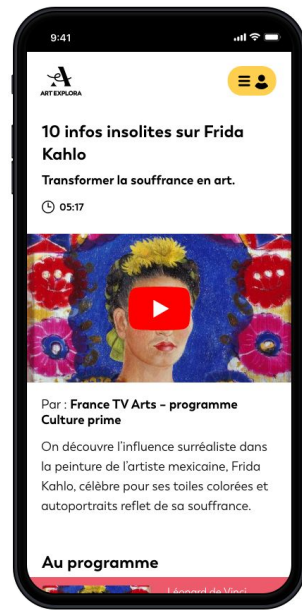 9:41
ART EXPLORA
10 infos insolites sur Frida
Kahlo
Transformer la souffrance en art.
05:17
Par : France TV Arts – programme
Culture prime
On découvre l'influence surréaliste dans
la peinture de l'artiste mexicaine, Frida
Kahlo, célèbre pour ses toiles colorées et
autoportraits reflet de sa souffrance.
Au programme
Léonard de Vinci